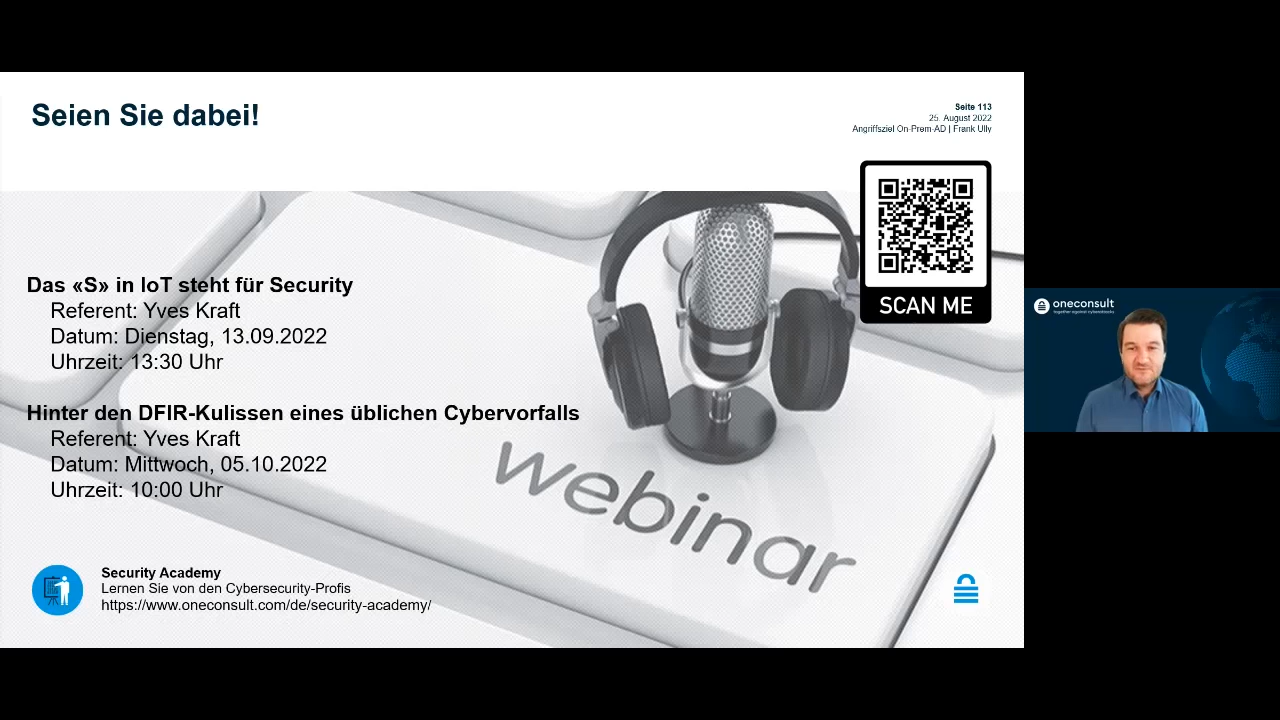 Seien Sie dabei!
Seite 113
25. August 2022
Angriffsziel On-Prem-AD | Frank Ully
SCAN ME
Das «S» in IoT steht für Security
Referent: Yves Kraft
Datum: Dienstag, 13.09.2022
Uhrzeit: 13:30 Uhr
Hinter den DFIR-Kulissen eines üblichen Cybervorfalls
Referent: Yves Kraft
Datum: Mittwoch, 05.10.2022
Uhrzeit: 10:00 Uhr
webinar
Security Academy
Lernen Sie von den Cybersecurity-Profis
https://www.oneconsult.com/de/security-academy/
oneconsult
together against cyberattacks